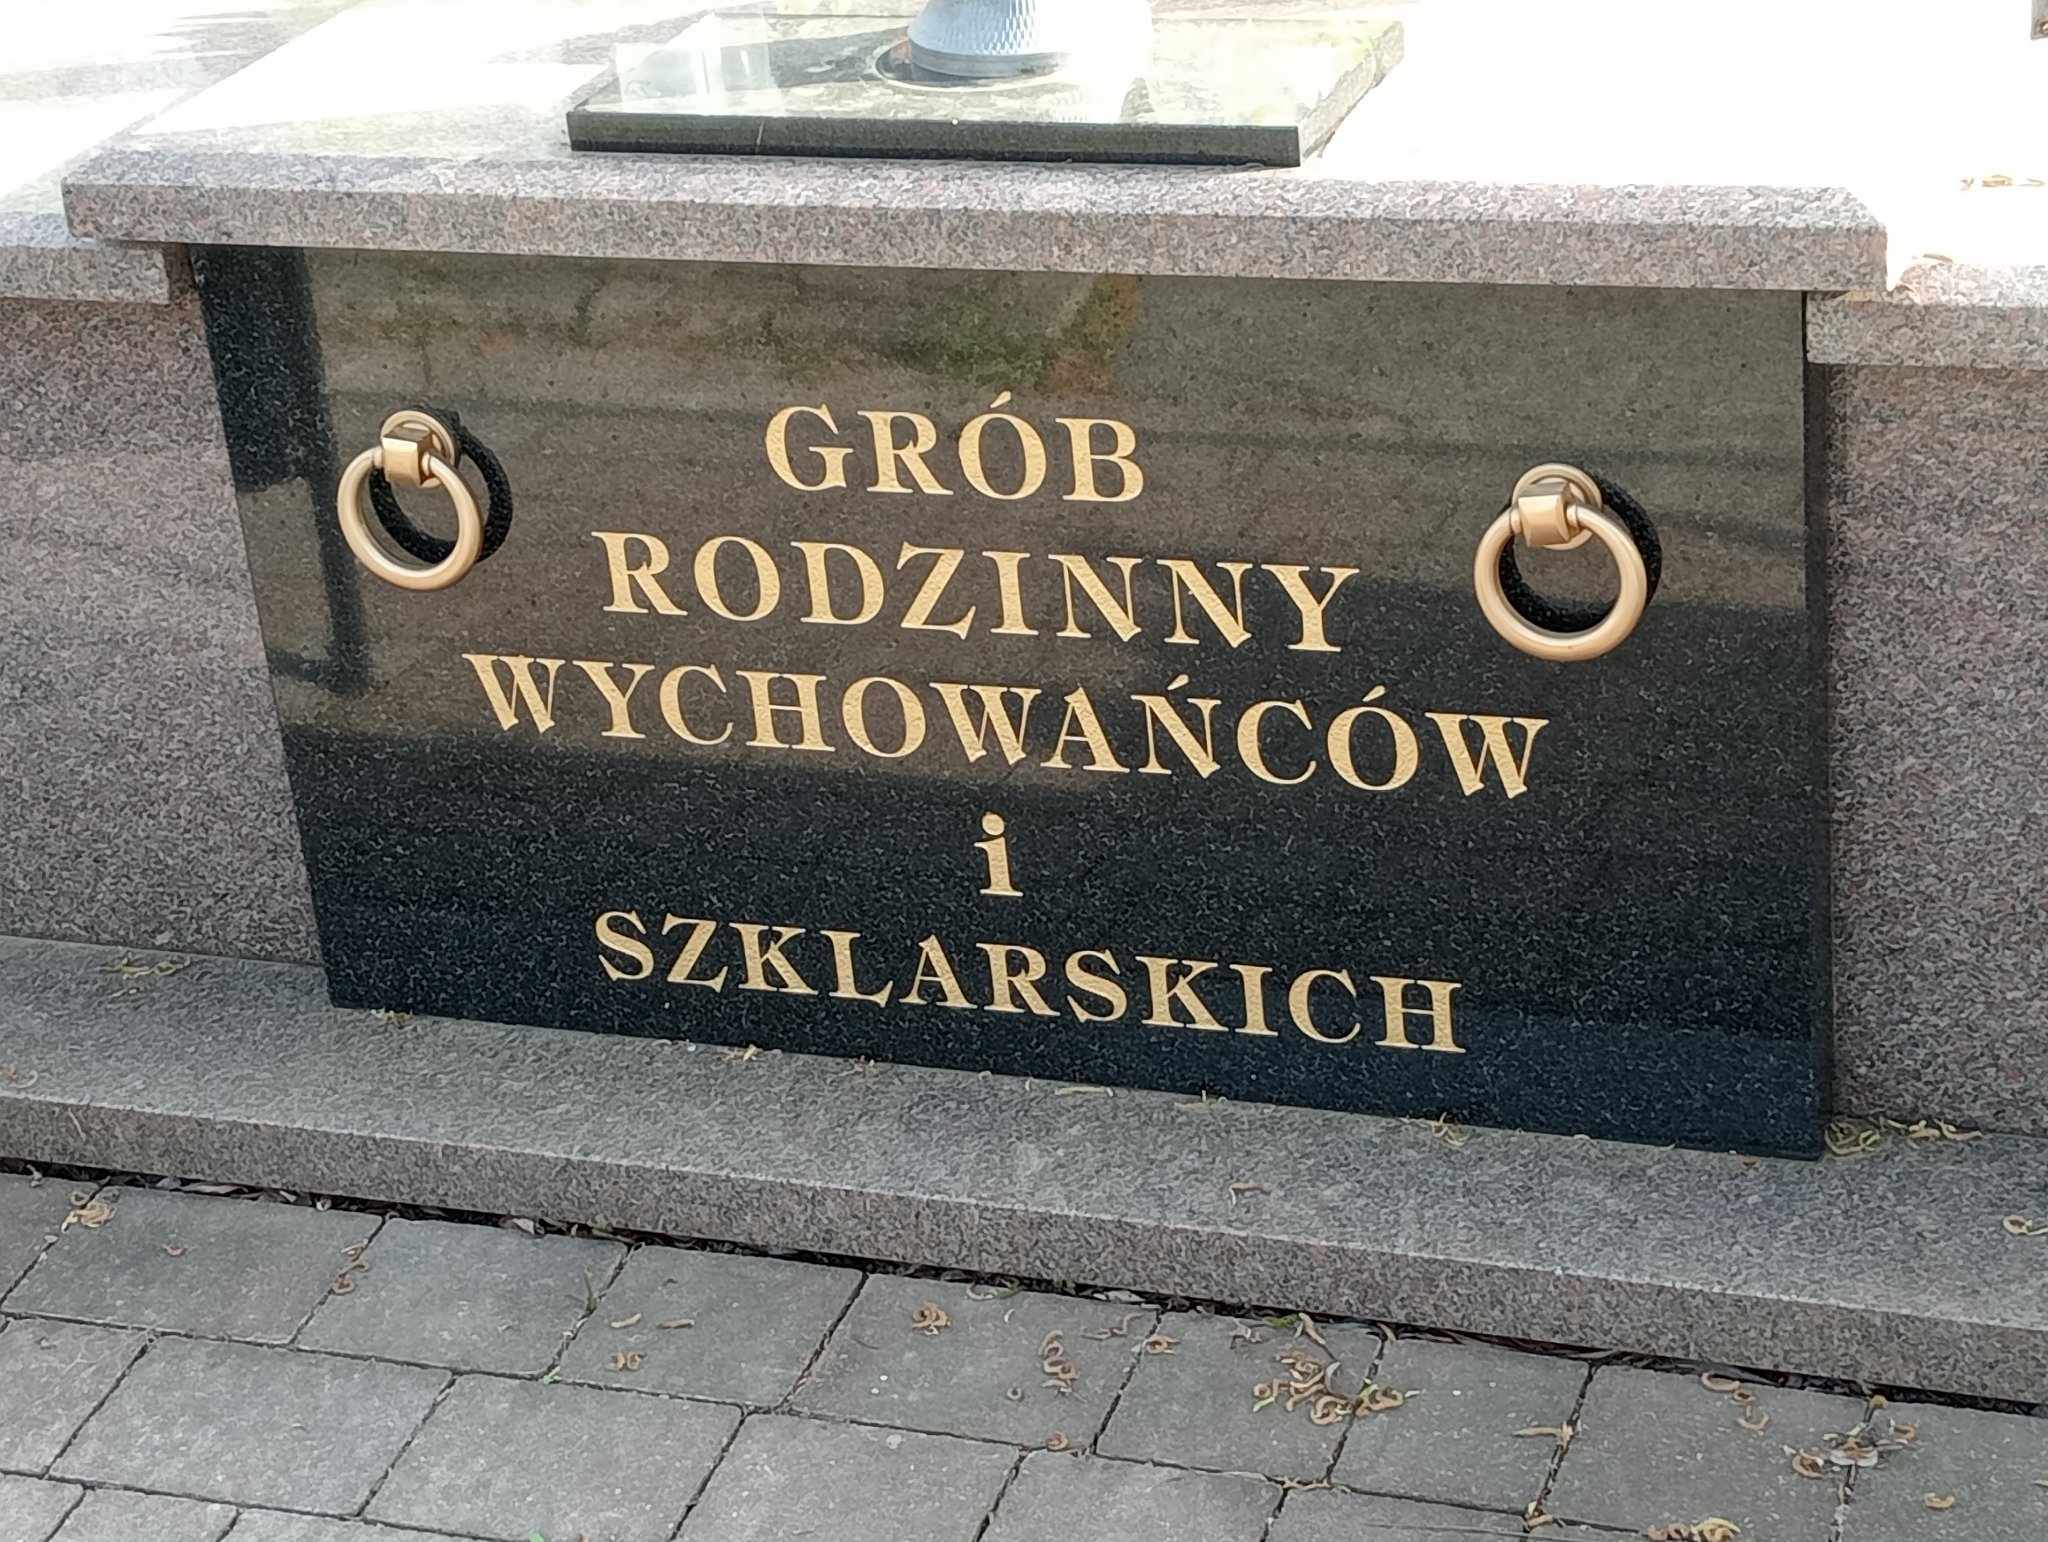 GRÓB
RODZINNY
WYCHOWAŃCÓW
i
SZKLARSKICH